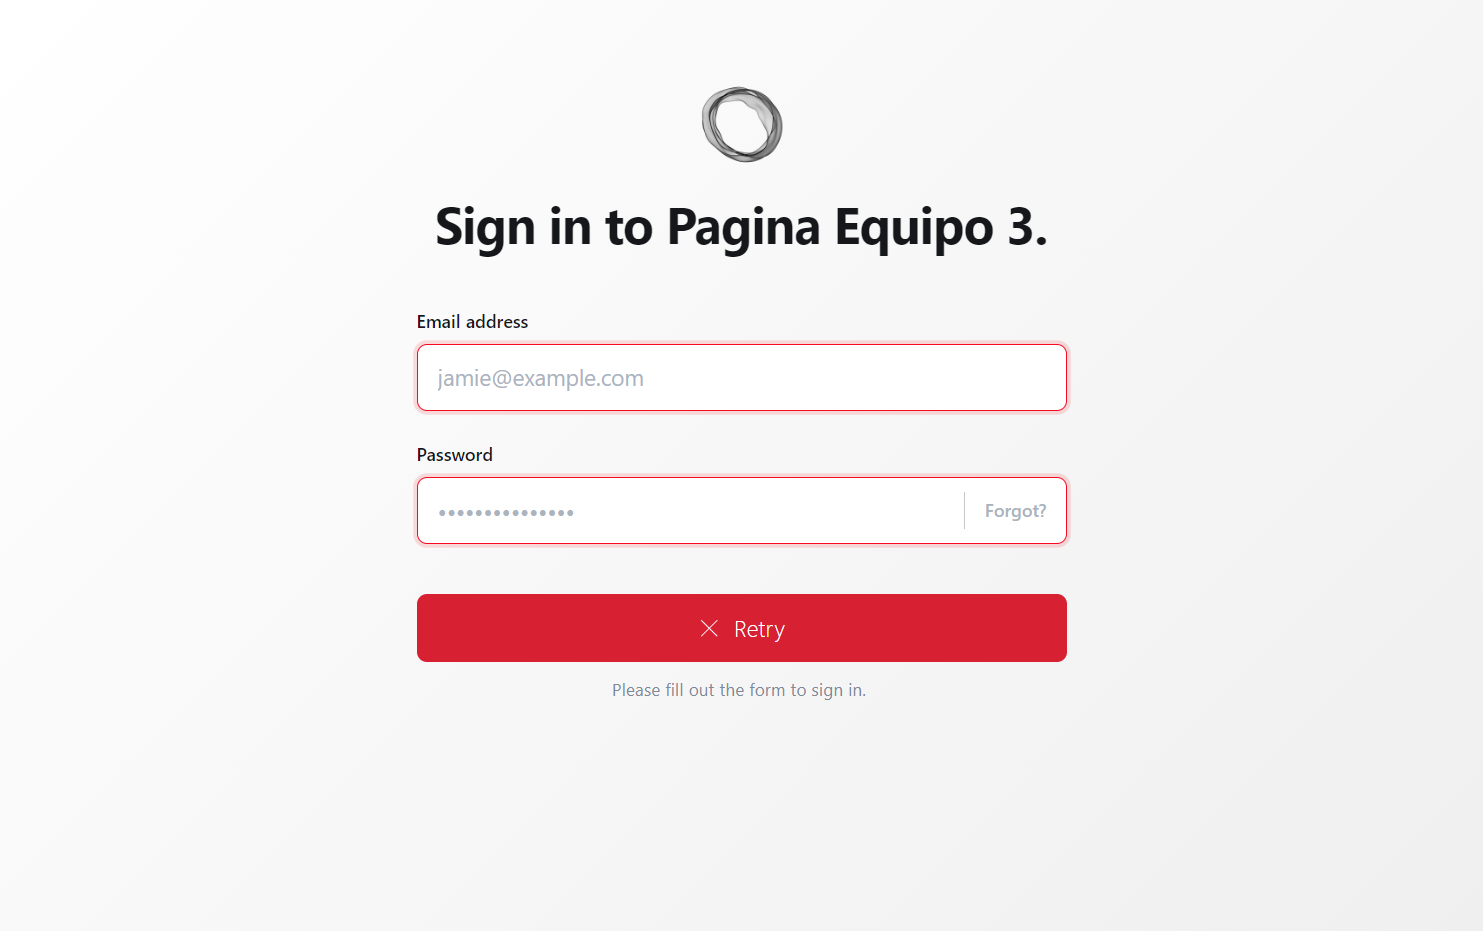 Sign in to Pagina Equipo 3.
Email address
jamie@example.com
Password
•••••••••••••••
Forgot?
Retry
Please fill out the form to sign in.